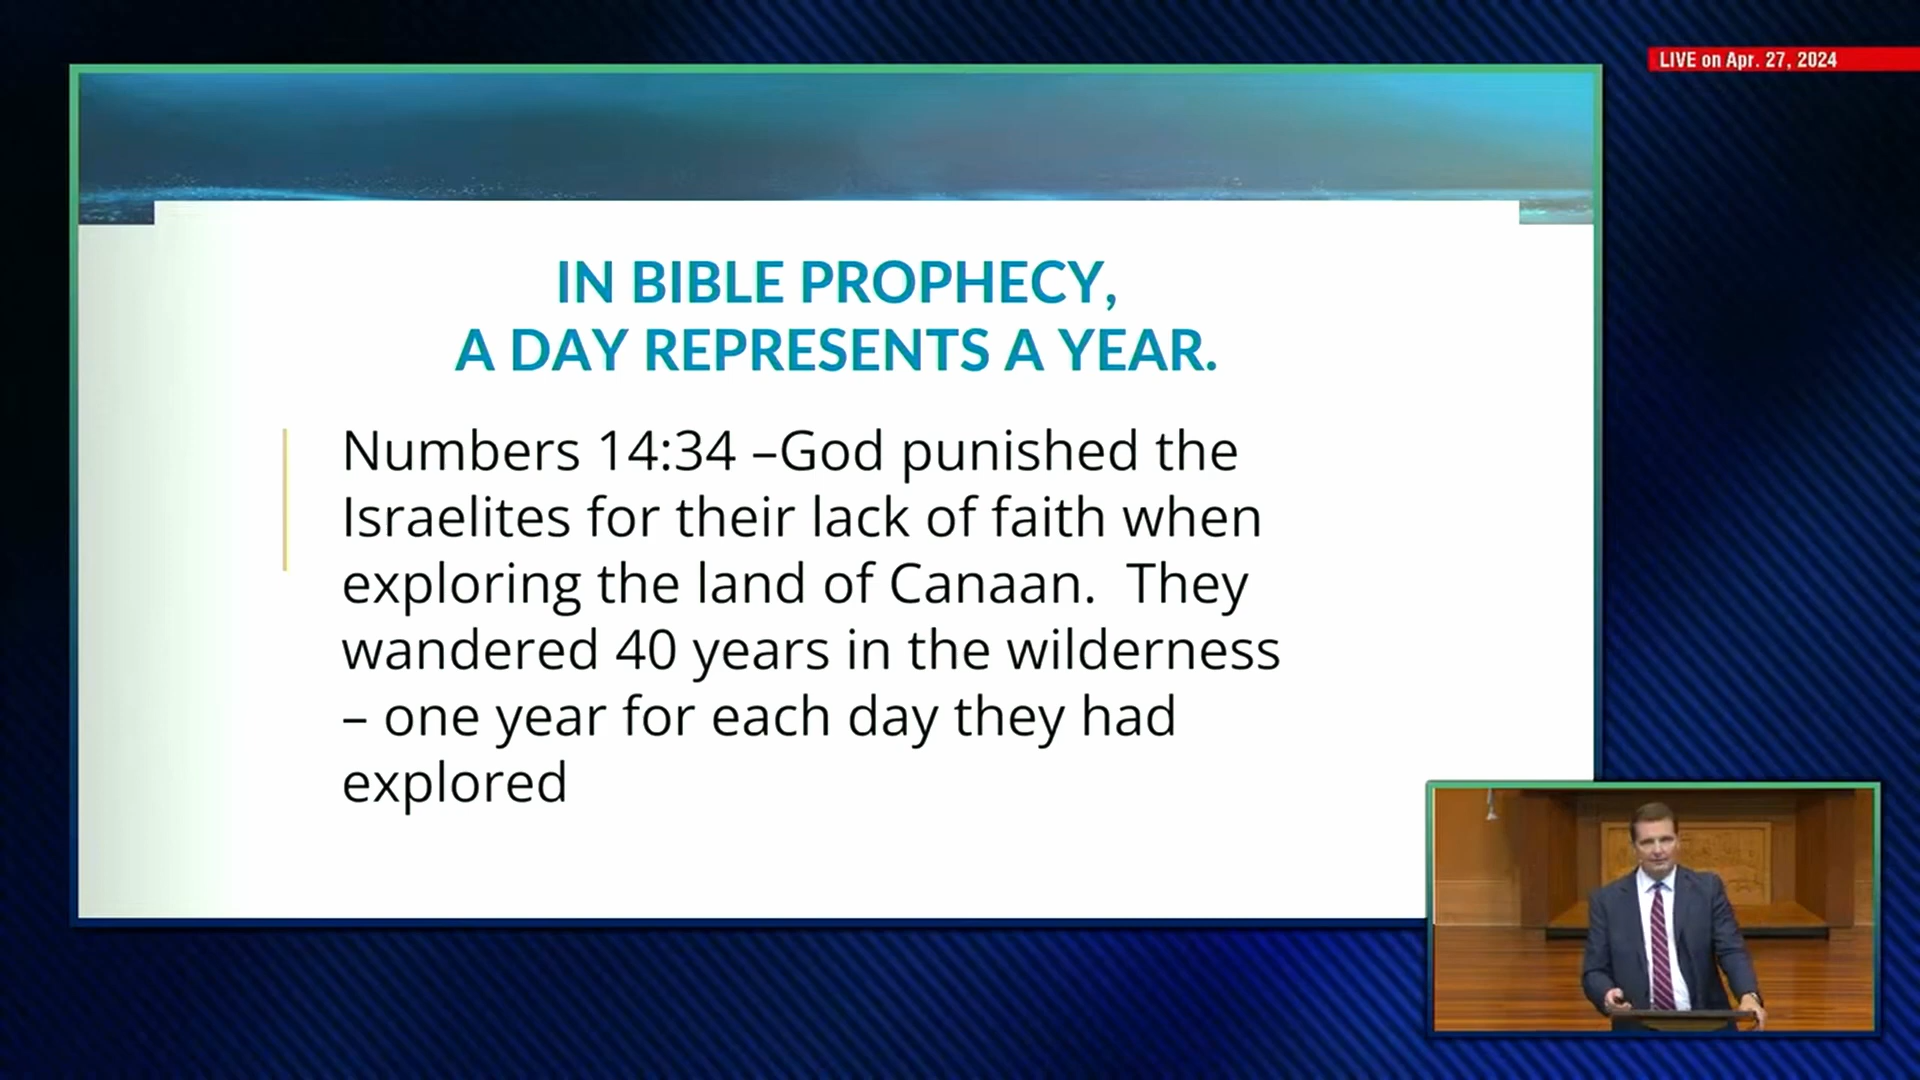 LIVE on Apr. 27, 2024
IN BIBLE PROPHECY,
A DAY REPRESENTS A YEAR.
Numbers 14:34 –God punished the
Israelites for their lack of faith when
exploring the land of Canaan.  They
wandered 40 years in the wilderness
– one year for each day they had
explored